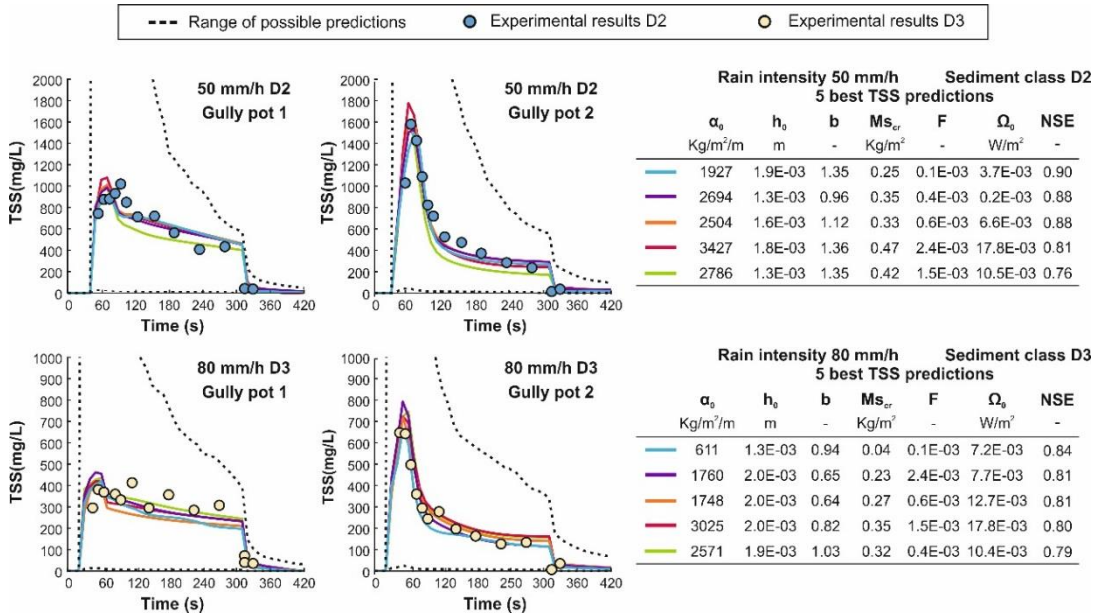 Range of possible predictions Experimental results D2 Experimental results D3
50 mm/h D2
Gully pot 1
TSS(mg/L)
2000
1800
1600
1400
1200
1000
800
600
400
200
0
0 60 120 180 240 300 360 420
Time (s)
50 mm/h D2
Gully pot 2
TSS(mg/L)
2000
1800
1600
1400
1200
1000
800
600
400
200
0
0 60 120 180 240 300 360 420
Time (s)
Rain intensity 50 mm/h Sediment class D2
5 best TSS predictions
α₀ h₀ b Ms_cr F Ω₀ NSE
Kg/m²/m m - Kg/m² - W/m² -
1927 1.9E-03 1.35 0.25 0.1E-03 3.7E-03 0.90
2694 1.3E-03 0.96 0.35 0.4E-03 0.2E-03 0.88
2504 1.6E-03 1.12 0.33 0.6E-03 6.6E-03 0.88
3427 1.8E-03 1.36 0.47 2.4E-03 17.8E-03 0.81
2786 1.3E-03 1.35 0.42 1.5E-03 10.5E-03 0.76
80 mm/h D3
Gully pot 1
TSS(mg/L)
1000
900
800
700
600
500
400
300
200
100
0
0 60 120 180 240 300 360 420
Time (s)
80 mm/h D3
Gully pot 2
TSS(mg/L)
1000
900
800
700
600
500
400
300
200
100
0
0 60 120 180 240 300 360 420
Time (s)
Rain intensity 80 mm/h Sediment class D3
5 best TSS predictions
α₀ h₀ b Ms_cr F Ω₀ NSE
Kg/m²/m m - Kg/m² - W/m² -
611 1.3E-03 0.94 0.04 0.1E-03 7.2E-03 0.84
1760 2.0E-03 0.65 0.23 2.4E-03 7.7E-03 0.81
1748 2.0E-03 0.64 0.27 0.6E-03 12.7E-03 0.81
3025 2.0E-03 0.82 0.35 1.5E-03 17.8E-03 0.80
2571 1.9E-03 1.03 0.32 0.4E-03 10.4E-03 0.79